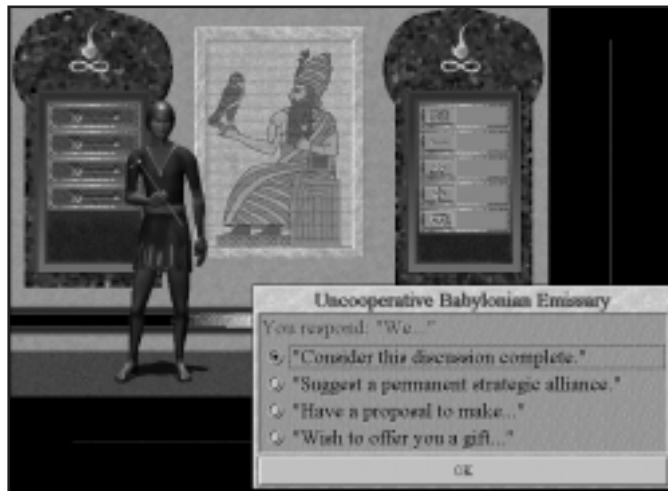 Uncooperative Babylonian Emissary
You respond: "We..."
"Consider this discussion complete."
"Suggest a permanent strategic alliance."
"Have a proposal to make..."
"Wish to offer you a gift..."
OK